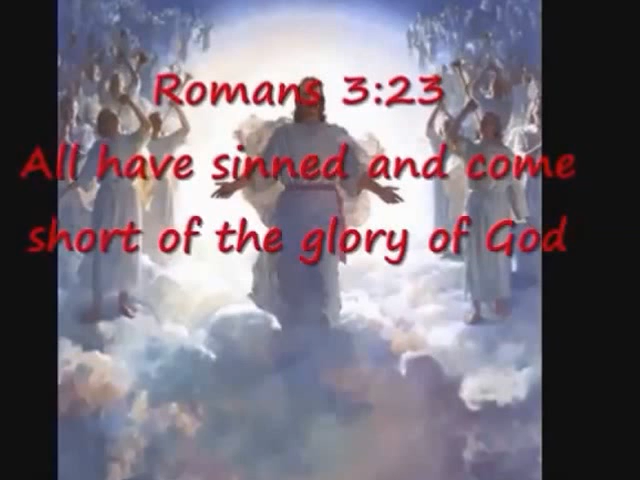 Romans 3:23
All have sinned and come
short of the glory of God